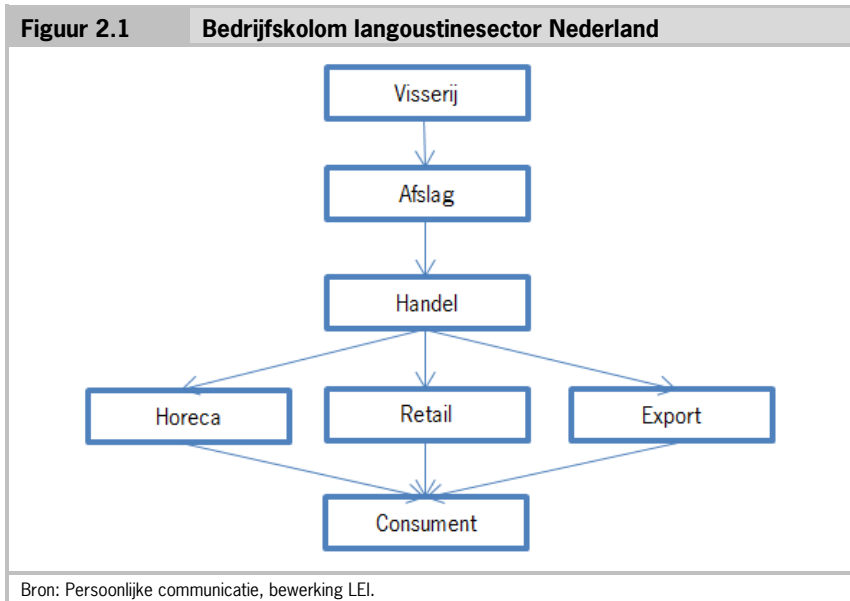 Figuur 2.1 Bedrijfskolom langoustinesector Nederland
Visserij
Afslag
Handel
Horeca Retail Export
Consument
Bron: Persoonlijke communicatie, bewerking LEI.